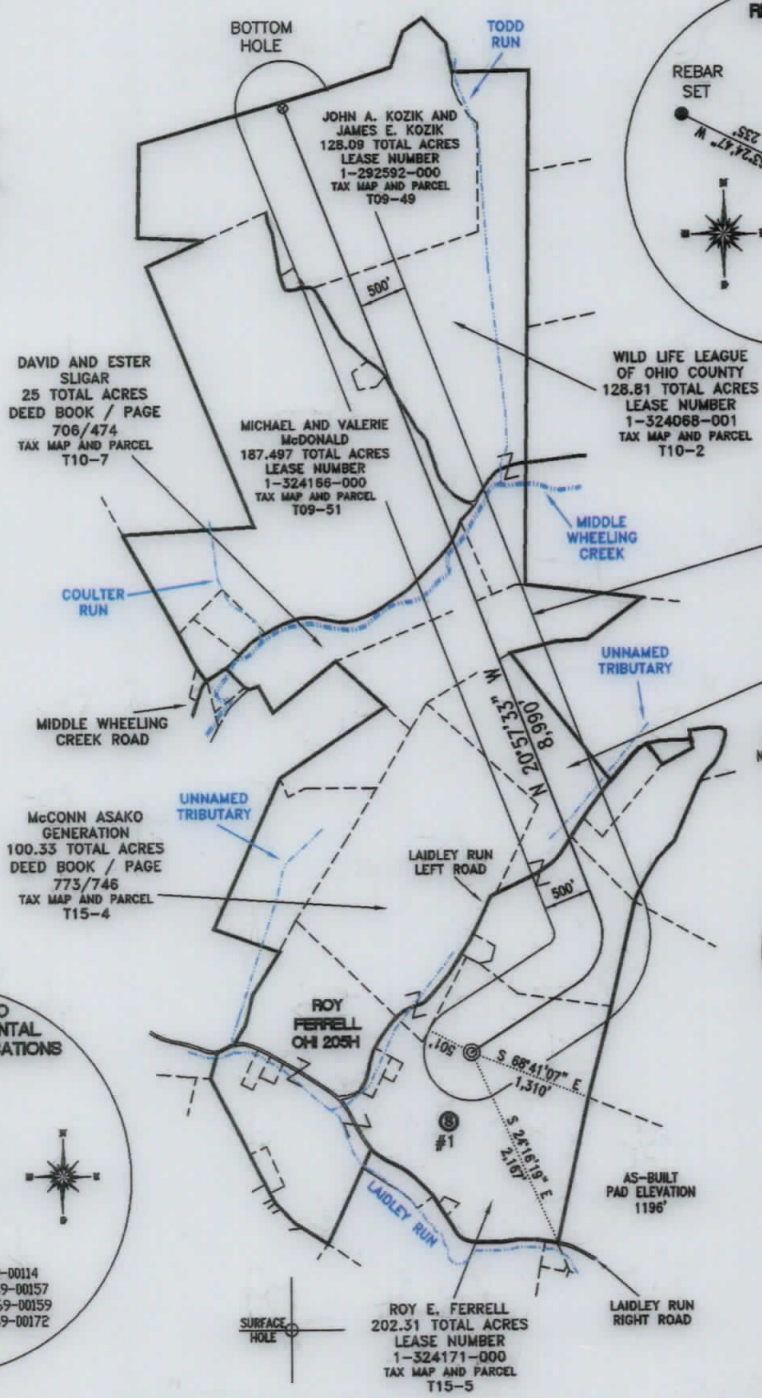 BOTTOM
HOLE
TODD
RUN
REBAR
SET
235'
W
N
JOHN A. KOZIK AND
JAMES E. KOZIK
128.09 TOTAL ACRES
LEASE NUMBER
1-292592-000
TAX MAP AND PARCEL
T09-49
500'
DAVID AND ESTER
SLIGAR
25 TOTAL ACRES
DEED BOOK / PAGE
706/474
TAX MAP AND PARCEL
T10-7
MICHAEL AND VALERIE
McDONALD
187.497 TOTAL ACRES
LEASE NUMBER
1-324166-000
TAX MAP AND PARCEL
T09-51
WILD LIFE LEAGUE
OF OHIO COUNTY
128.81 TOTAL ACRES
LEASE NUMBER
1-324068-001
TAX MAP AND PARCEL
T10-2
MIDDLE
WHEELING
CREEK
COULTER
RUN
UNNAMED
TRIBUTARY
MIDDLE WHEELING
CREEK ROAD
N 20°57'33" W
8,990'
McCONN ASAKO
GENERATION
100.33 TOTAL ACRES
DEED BOOK / PAGE
773/746
TAX MAP AND PARCEL
T15-4
UNNAMED
TRIBUTARY
LAIDLEY RUN
LEFT ROAD
500'
ROY
FERRELL
OHI 205H
501'
S 68°41'07" E
1,310'
S 24°16'19" E
2,167'
#1
AS-BUILT
PAD ELEVATION
1196'
LAIDLEY RUN
SURFACE
HOLE
ROY E. FERRELL
202.31 TOTAL ACRES
LEASE NUMBER
1-324171-000
TAX MAP AND PARCEL
T15-5
LAIDLEY RUN
RIGHT ROAD
-00114
9-00157
69-00159
9-00172